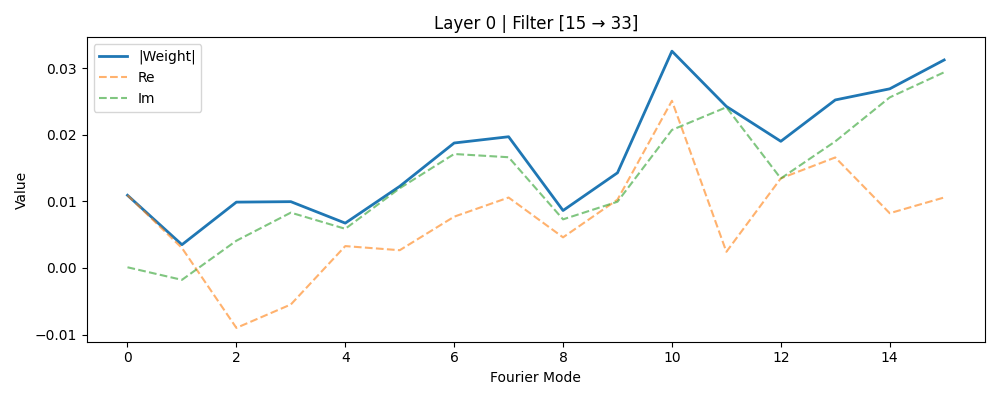 Layer 0 | Filter [15 → 33]
|Weight|
Re
Im
Value
0.03
0.02
0.01
0.00
−0.01
0 2 4 6 8 10 12 14
Fourier Mode